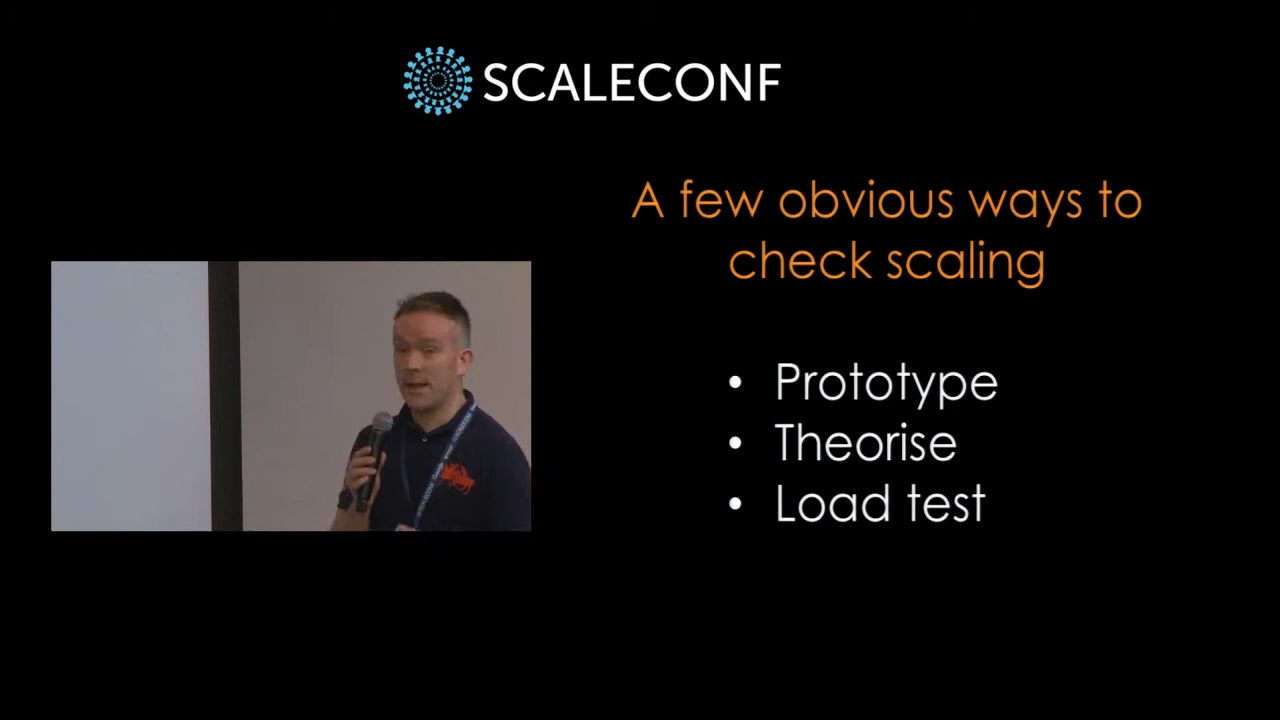 SCALECONF
A few obvious ways to
check scaling
• Prototype
• Theorise
• Load test